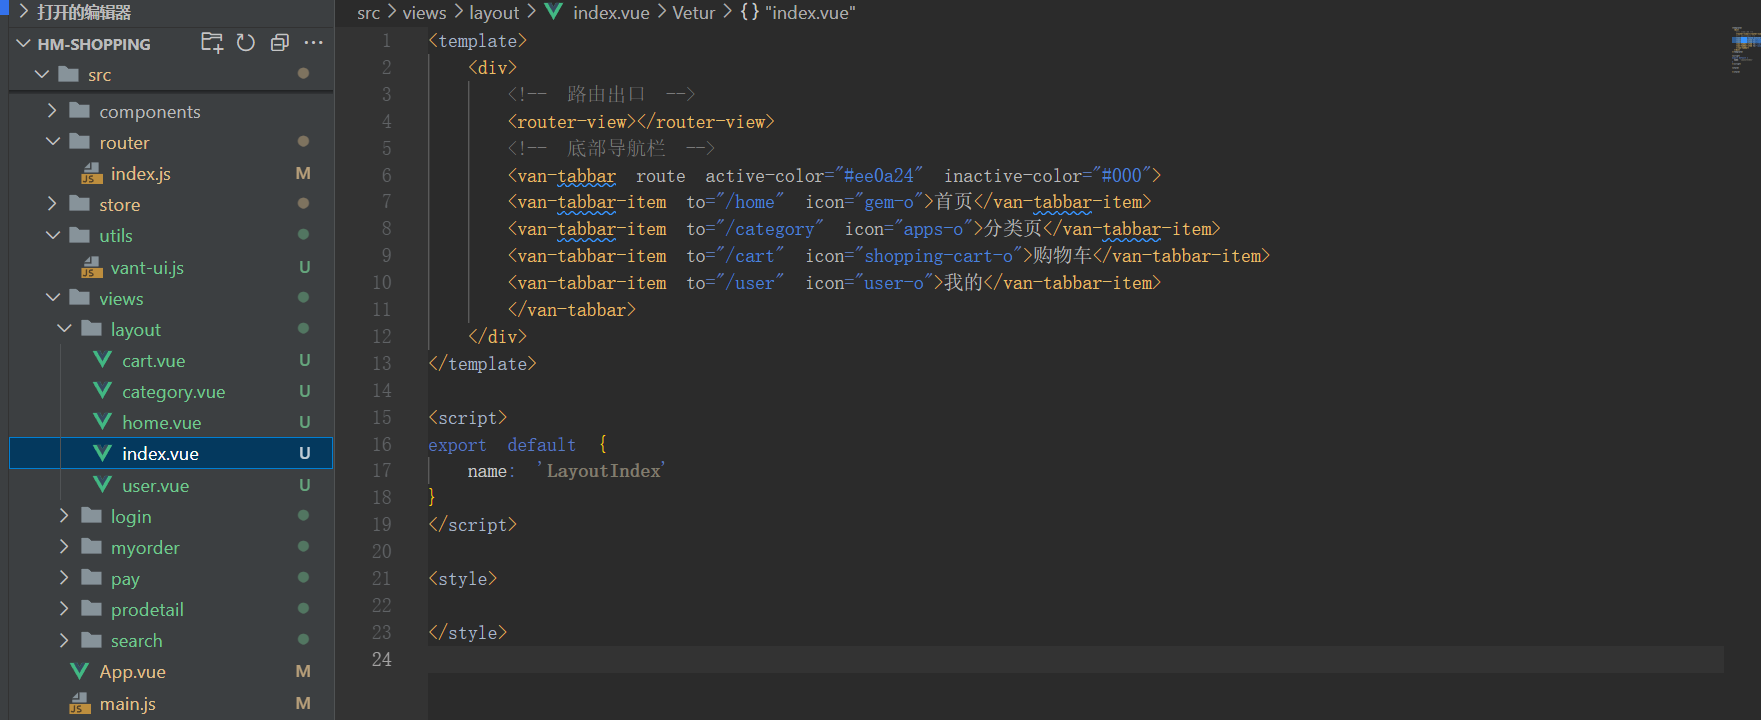 打开的编辑器
HM-SHOPPING
src
components
router
index.js M
store
utils
vant-ui.js U
views
layout
cart.vue U
category.vue U
home.vue U
index.vue U
user.vue U
login
myorder
pay
prodetail
search
App.vue M
main.js M
src > views > layout > index.vue > Vetur > {} "index.vue"
1 <template>
2 <div>
3 <!-- 路由出口 -->
4 <router-view></router-view>
5 <!-- 底部导航栏 -->
6 <van-tabbar route active-color="#ee0a24" inactive-color="#000">
7 <van-tabbar-item to="/home" icon="gem-o">首页</van-tabbar-item>
8 <van-tabbar-item to="/category" icon="apps-o">分类页</van-tabbar-item>
9 <van-tabbar-item to="/cart" icon="shopping-cart-o">购物车</van-tabbar-item>
10 <van-tabbar-item to="/user" icon="user-o">我的</van-tabbar-item>
11 </van-tabbar>
12 </div>
13 </template>
14
15 <script>
16 export default {
17 name: 'LayoutIndex'
18 }
19 </script>
20
21 <style>
22
23 </style>
24